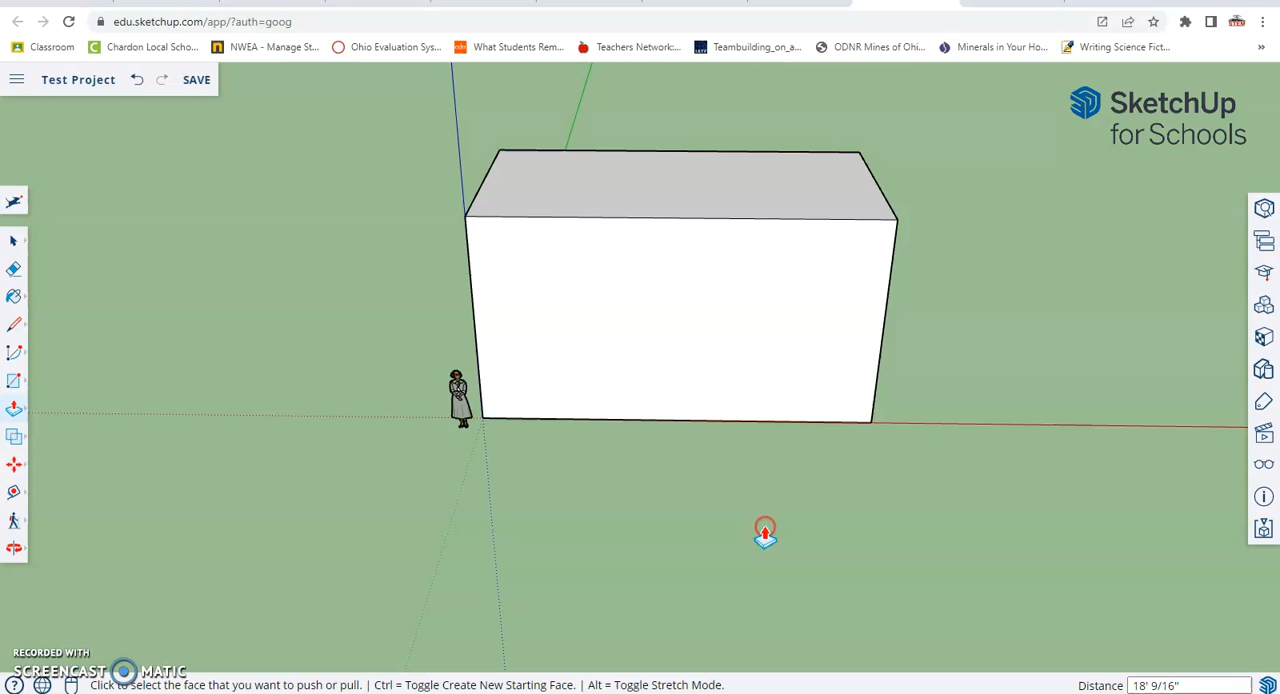 edu.sketchup.com/app/?auth=goog
Classroom
Chardon Local Scho...
NWEA - Manage St...
Ohio Evaluation Sys...
What Students Rem...
Teachers Network:...
Teambuilding_on_a...
ODNR Mines of Ohi...
Minerals in Your Ho...
Writing Science Fict...
»
Test Project
SAVE
SketchUp
for Schools
RECORDED WITH
SCREENCAST MATIC
Click to select the face that you want to push or pull. | Ctrl = Toggle Create New Starting Face. | Alt = Toggle Stretch Mode.
Distance 18' 9/16"